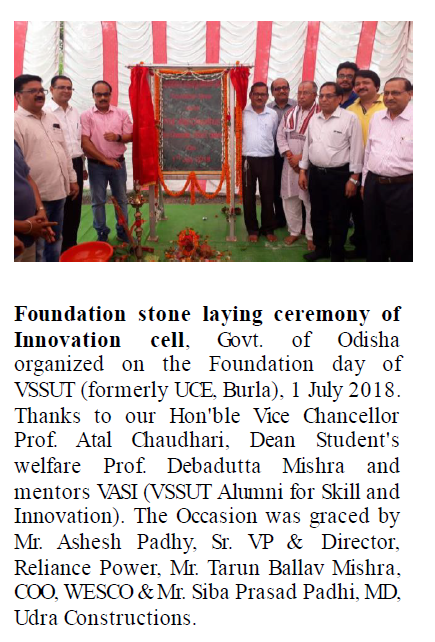 Foundation stone laying ceremony of
Innovation cell, Govt. of Odisha
organized on the Foundation day of
VSSUT (formerly UCE, Burla), 1 July 2018.
Thanks to our Hon'ble Vice Chancellor
Prof. Atal Chaudhari, Dean Student's
welfare Prof. Debadutta Mishra and
mentors VASI (VSSUT Alumni for Skill and
Innovation). The Occasion was graced by
Mr. Ashesh Padhy, Sr. VP & Director,
Reliance Power, Mr. Tarun Ballav Mishra,
COO, WESCO & Mr. Siba Prasad Padhi, MD,
Udra Constructions.